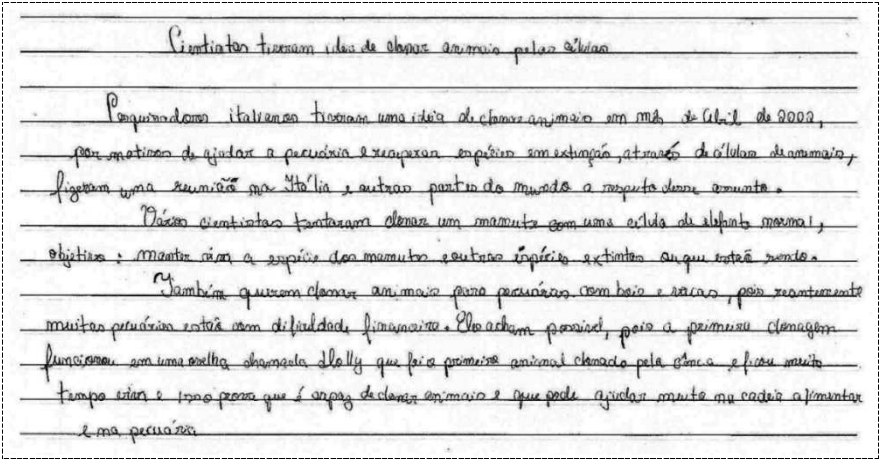 Cientistas tiveram idéa de clonar animais pelas células
Pesquisadores italianos tiveram uma idéia de clonar animais em mês de Abril de 2002,
por motivos de ajudar a pecuária e recuperar espécies em extinção, através de células de animais,
fizeram uma reunião na Itália e outras partes do mundo a respeito desse assunto.
Vários cientistas tentaram clonar um mamute com uma célula de elefante normal,
objetivo: manter viva a espécie dos mamutes e outras espécies extintas ou que estão sendo.
Também querem clonar animais para pecuárias com bois e vacas, pois recentemente
muitas pecuárias estão com dificuldade financeira. Eles acham possível, pois a primeira clonagem
funcionou em uma ovelha chamada Dolly que foi o primeiro animal clonado pela ciência e ficou muito
tempo viva e isso prova que é capaz de clonar animais e que pode ajudar muito na cadeia alimentar
e na pecuária.